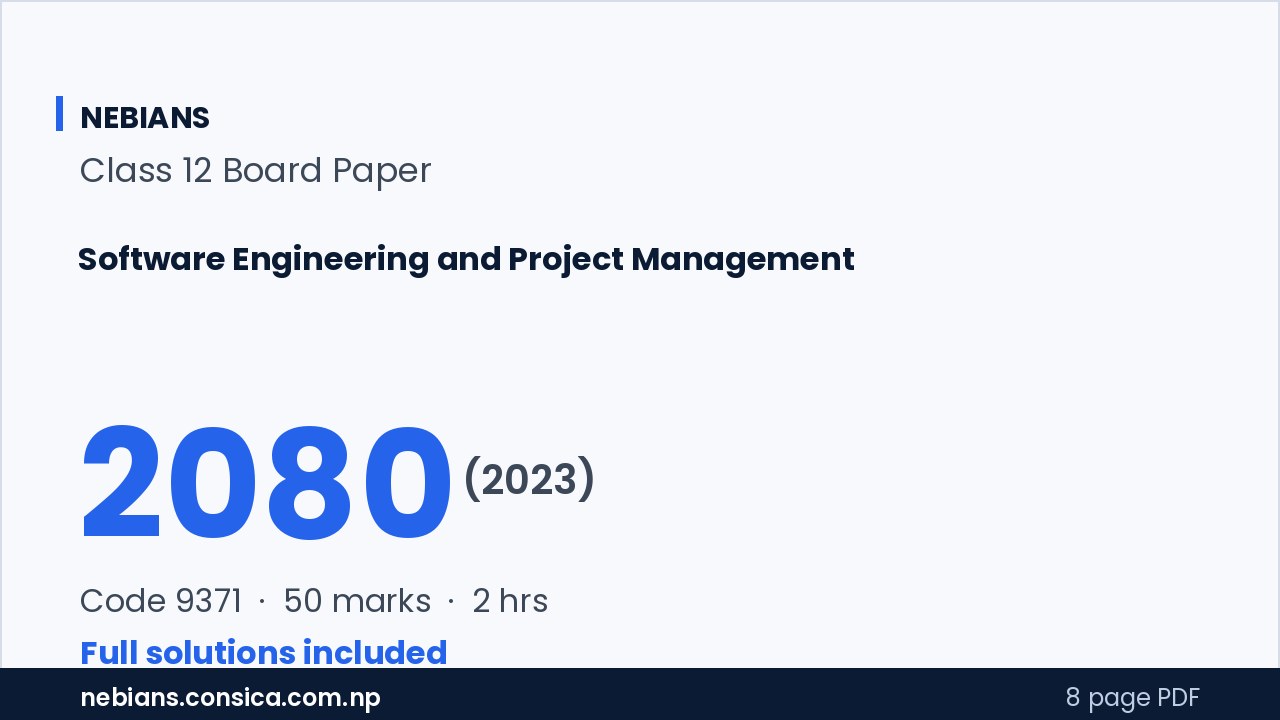 NEBIANS
Class 12 Board Paper
Software Engineering and Project Management
2080 (2023)
Code 9371 · 50 marks · 2 hrs
Full solutions included
nebians.consica.com.np
8 page PDF